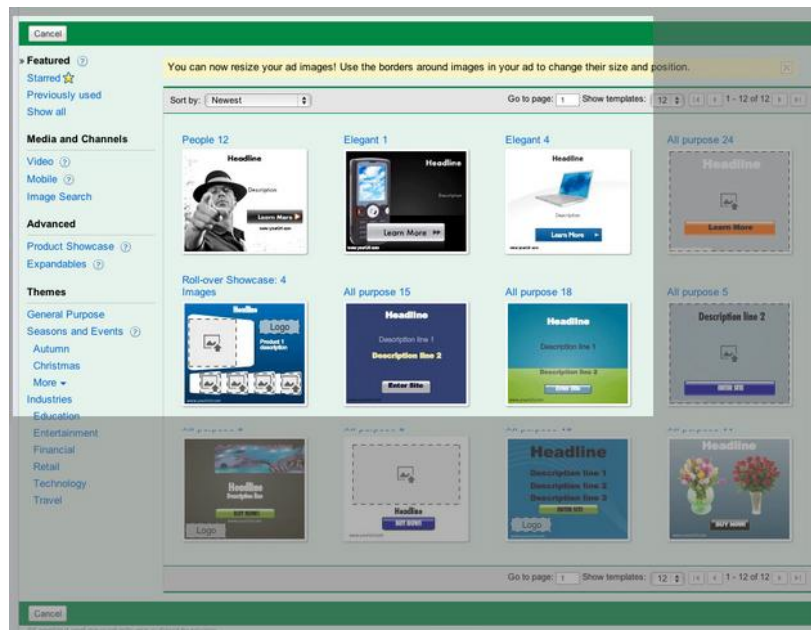 Cancel
» Featured ?
Starred
Previously used
Show all
Media and Channels
Video ?
Mobile ?
Image Search
Advanced
Product Showcase ?
Expandables ?
Themes
General Purpose
Seasons and Events ?
Autumn
Christmas
More
Industries
Education
Entertainment
Financial
Retail
Technology
Travel
You can now resize your ad images! Use the borders around images in your ad to change their size and position.
Sort by: Newest
Go to page: 1 Show templates: 12 1 - 12 of 12
People 12
Headline
Description
Learn More
Elegant 1
Headline
Description
Learn More
Elegant 4
Headline
Description
Learn More
All purpose 24
Headline
Learn More
Roll-over Showcase: 4
Images
Headline
Logo
Product 1
description
All purpose 15
Headline
Description line 1
Description line 2
Enter Site
All purpose 18
Headline
Description line 1
Description line 2
Enter Site
All purpose 5
Description line 2
ENTER SITE
Headline
Description line
BUY NOW!
Logo
Headline
BUY NOW!
Headline
Description line 1
Description line 2
Description line 3
ENTER SITE
Logo
Headline
BUY NOW
Go to page: 1 Show templates: 12 1 - 12 of 12
Cancel